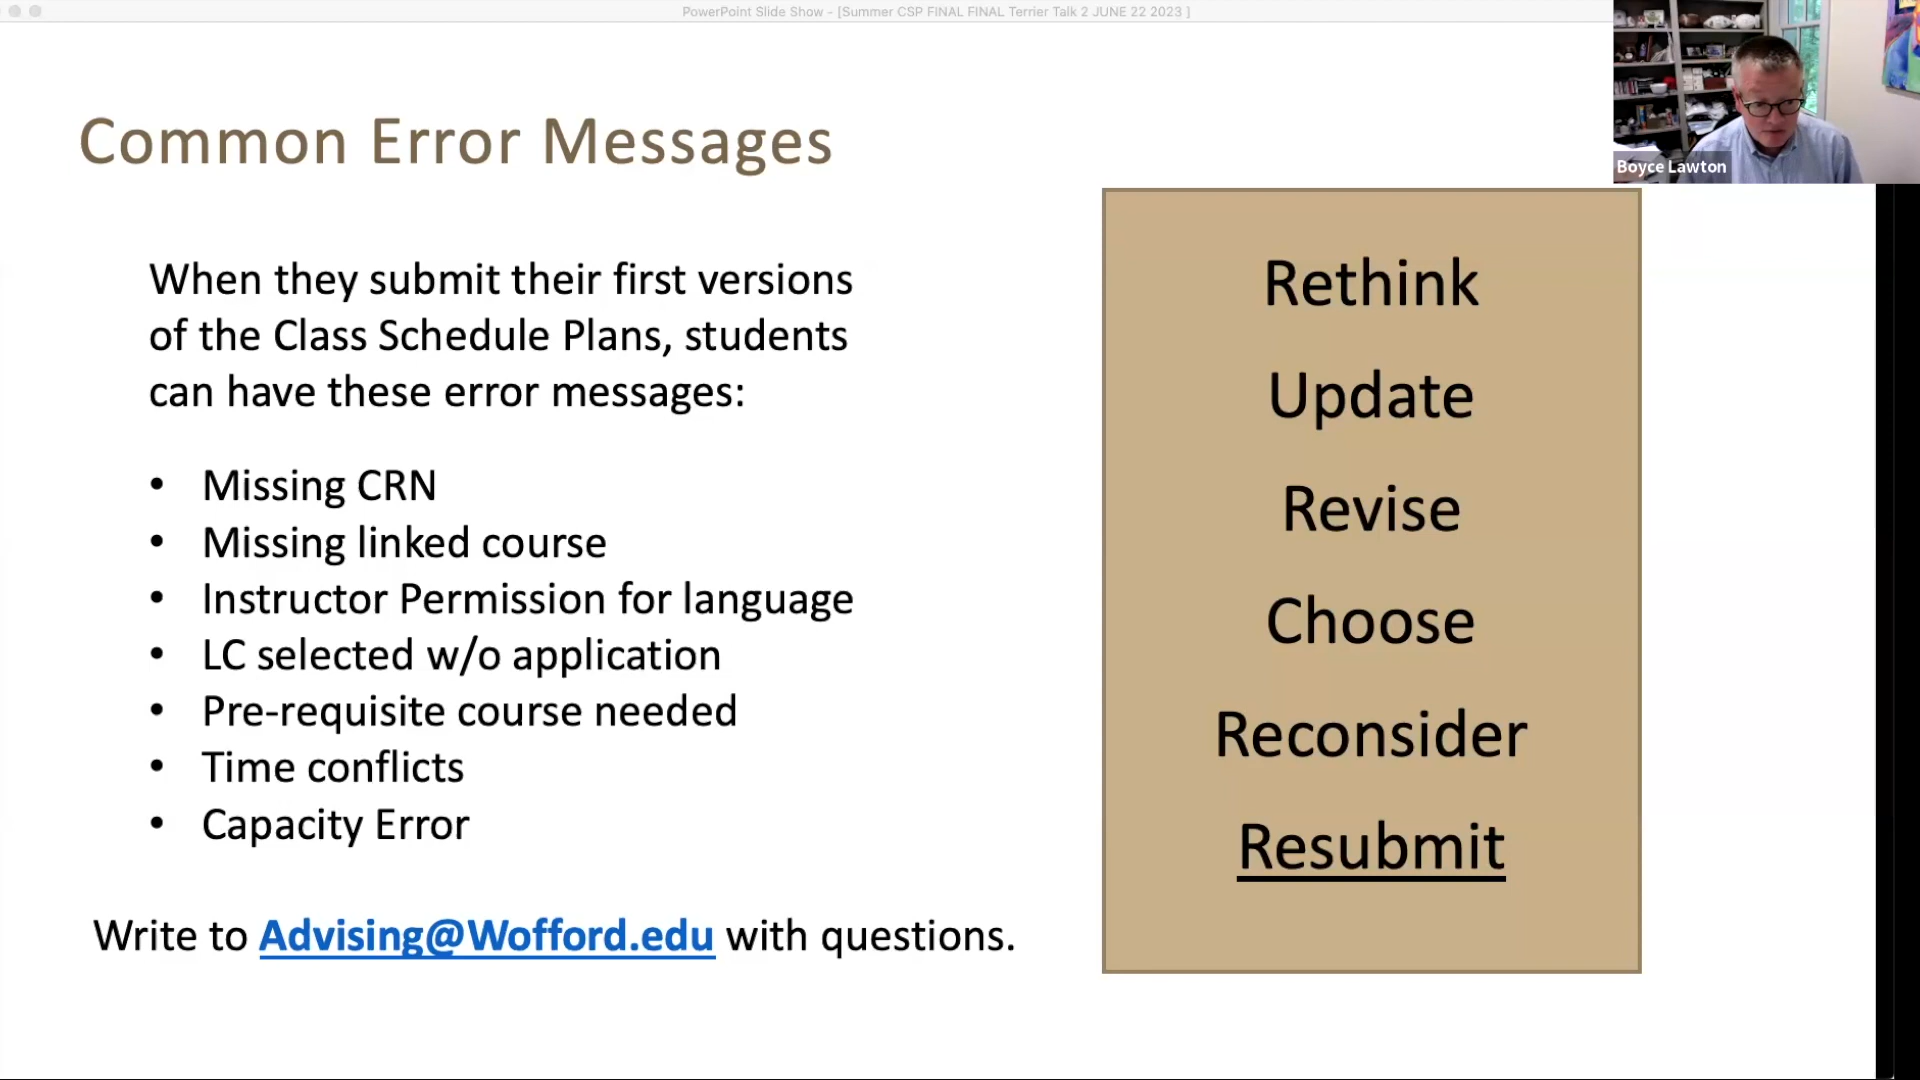 PowerPoint Slide Show - [Summer CSP FINAL FINAL Terrier Talk 2 JUNE 22 2023 ]
Boyce Lawton
Common Error Messages
When they submit their first versions
of the Class Schedule Plans, students
can have these error messages:
• Missing CRN
• Missing linked course
• Instructor Permission for language
• LC selected w/o application
• Pre-requisite course needed
• Time conflicts
• Capacity Error
Write to Advising@Wofford.edu with questions.
Rethink
Update
Revise
Choose
Reconsider
Resubmit